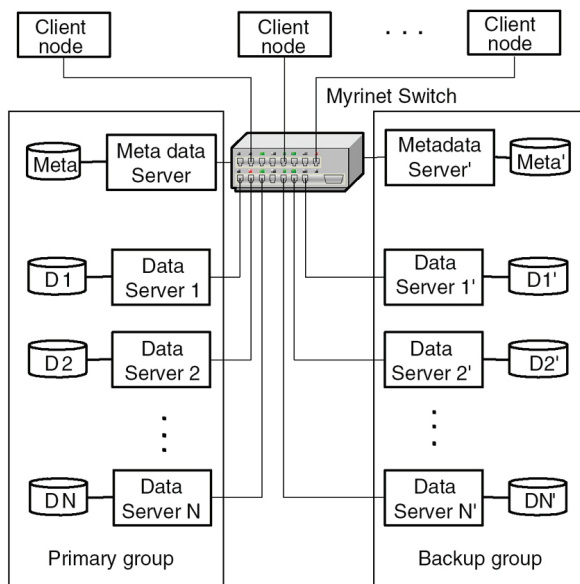 Client
node
Client
node
. . .
Client
node
Myrinet Switch
Meta
Meta data
Server
Metadata
Server'
Meta'
D1
Data
Server 1
Data
Server 1'
D1'
D2
Data
Server 2
Data
Server 2'
D2'
DN
Data
Server N
Data
Server N'
DN'
Primary group
Backup group